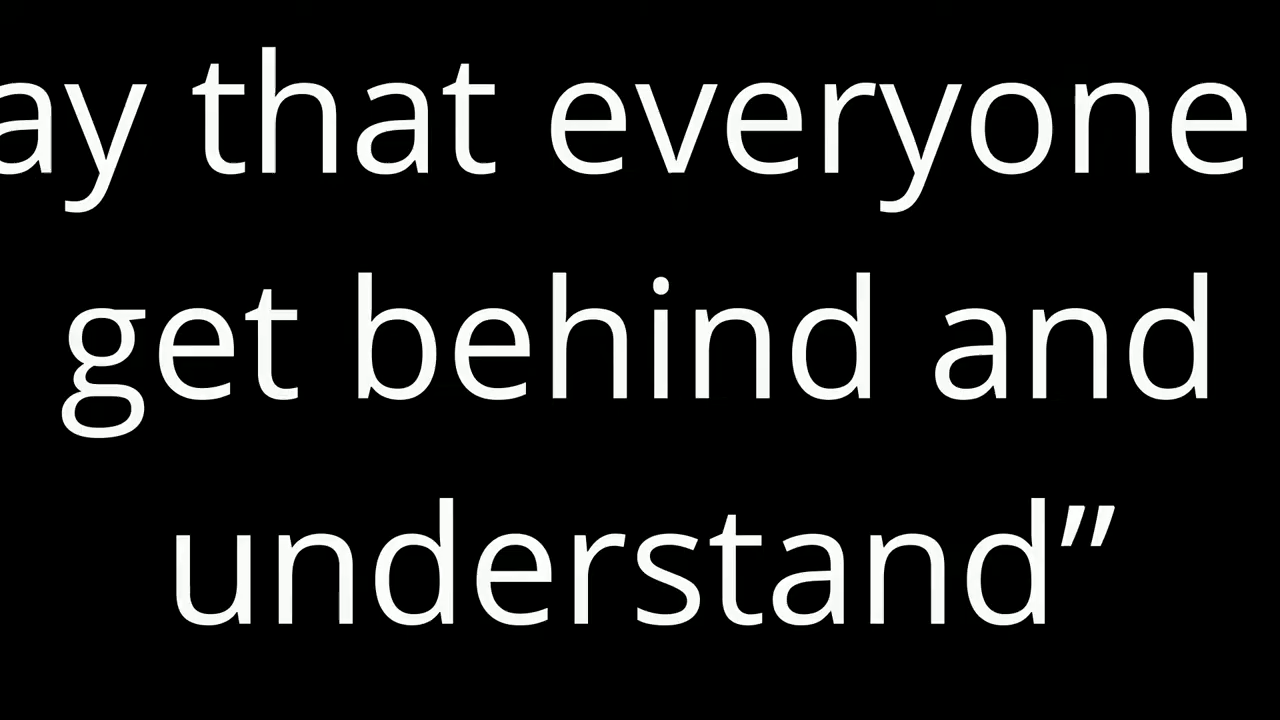 ay that everyone
get behind and
understand”